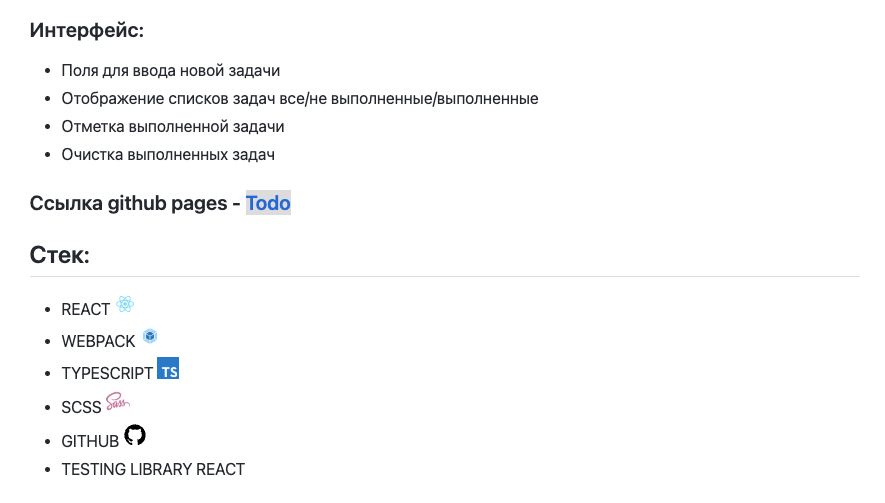 Интерфейс:
Поля для ввода новой задачи
Отображение списков задач все/не выполненные/выполненные
Отметка выполненной задачи
Очистка выполненных задач
Ссылка github pages - Todo
Стек:
REACT
WEBPACK
TYPESCRIPT TS
SCSS Sass
GITHUB
TESTING LIBRARY REACT